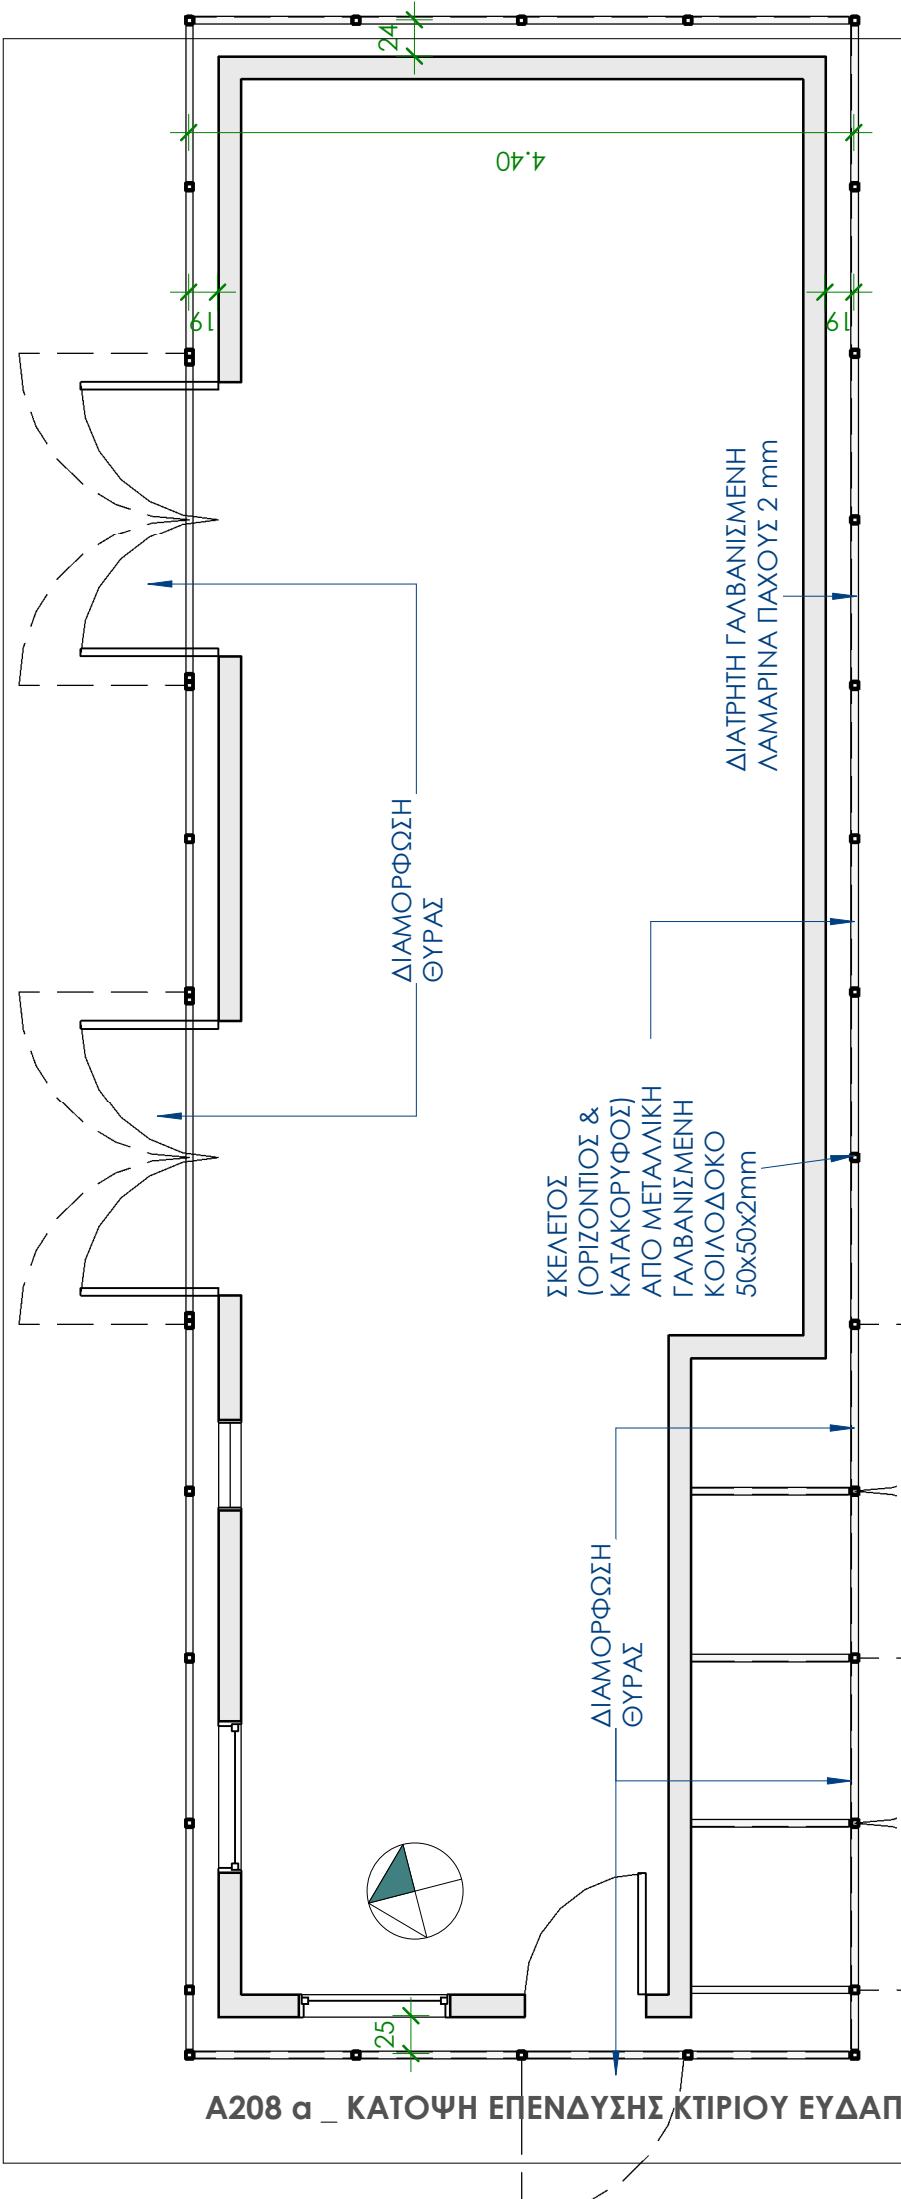 24
4.40
19
19
ΔΙΑΤΡΗΤΗ ΓΑΛΒΑΝΙΣΜΕΝΗ
ΛΑΜΑΡΙΝΑ ΠΑΧΟΥΣ 2 mm
ΔΙΑΜΟΡΦΩΣΗ
ΘΥΡΑΣ
ΣΚΕΛΕΤΟΣ
(ΟΡΙΖΟΝΤΙΟΣ &
ΚΑΤΑΚΟΡΥΦΟΣ)
ΑΠΟ ΜΕΤΑΛΛΙΚΗ
ΓΑΛΒΑΝΙΣΜΕΝΗ
ΚΟΙΛΟΔΟΚΟ
50x50x2mm
ΔΙΑΜΟΡΦΩΣΗ
ΘΥΡΑΣ
25
A208 α _ ΚΑΤΟΨΗ ΕΠΕΝΔΥΣΗΣ ΚΤΙΡΙΟΥ ΕΥΔΑΠ